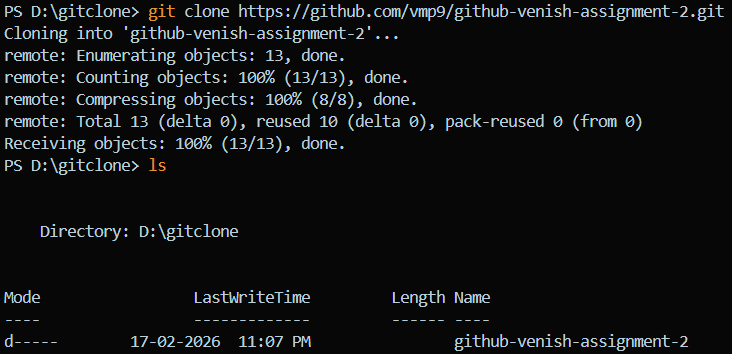 PS D:\gitclone> git clone https://github.com/vmp9/github-venish-assignment-2.git
Cloning into 'github-venish-assignment-2'...
remote: Enumerating objects: 13, done.
remote: Counting objects: 100% (13/13), done.
remote: Compressing objects: 100% (8/8), done.
remote: Total 13 (delta 0), reused 10 (delta 0), pack-reused 0 (from 0)
Receiving objects: 100% (13/13), done.
PS D:\gitclone> ls
Directory: D:\gitclone
Mode                 LastWriteTime         Length Name
----                 -------------         ------ ----
d-----        17-02-2026  11:07 PM                github-venish-assignment-2